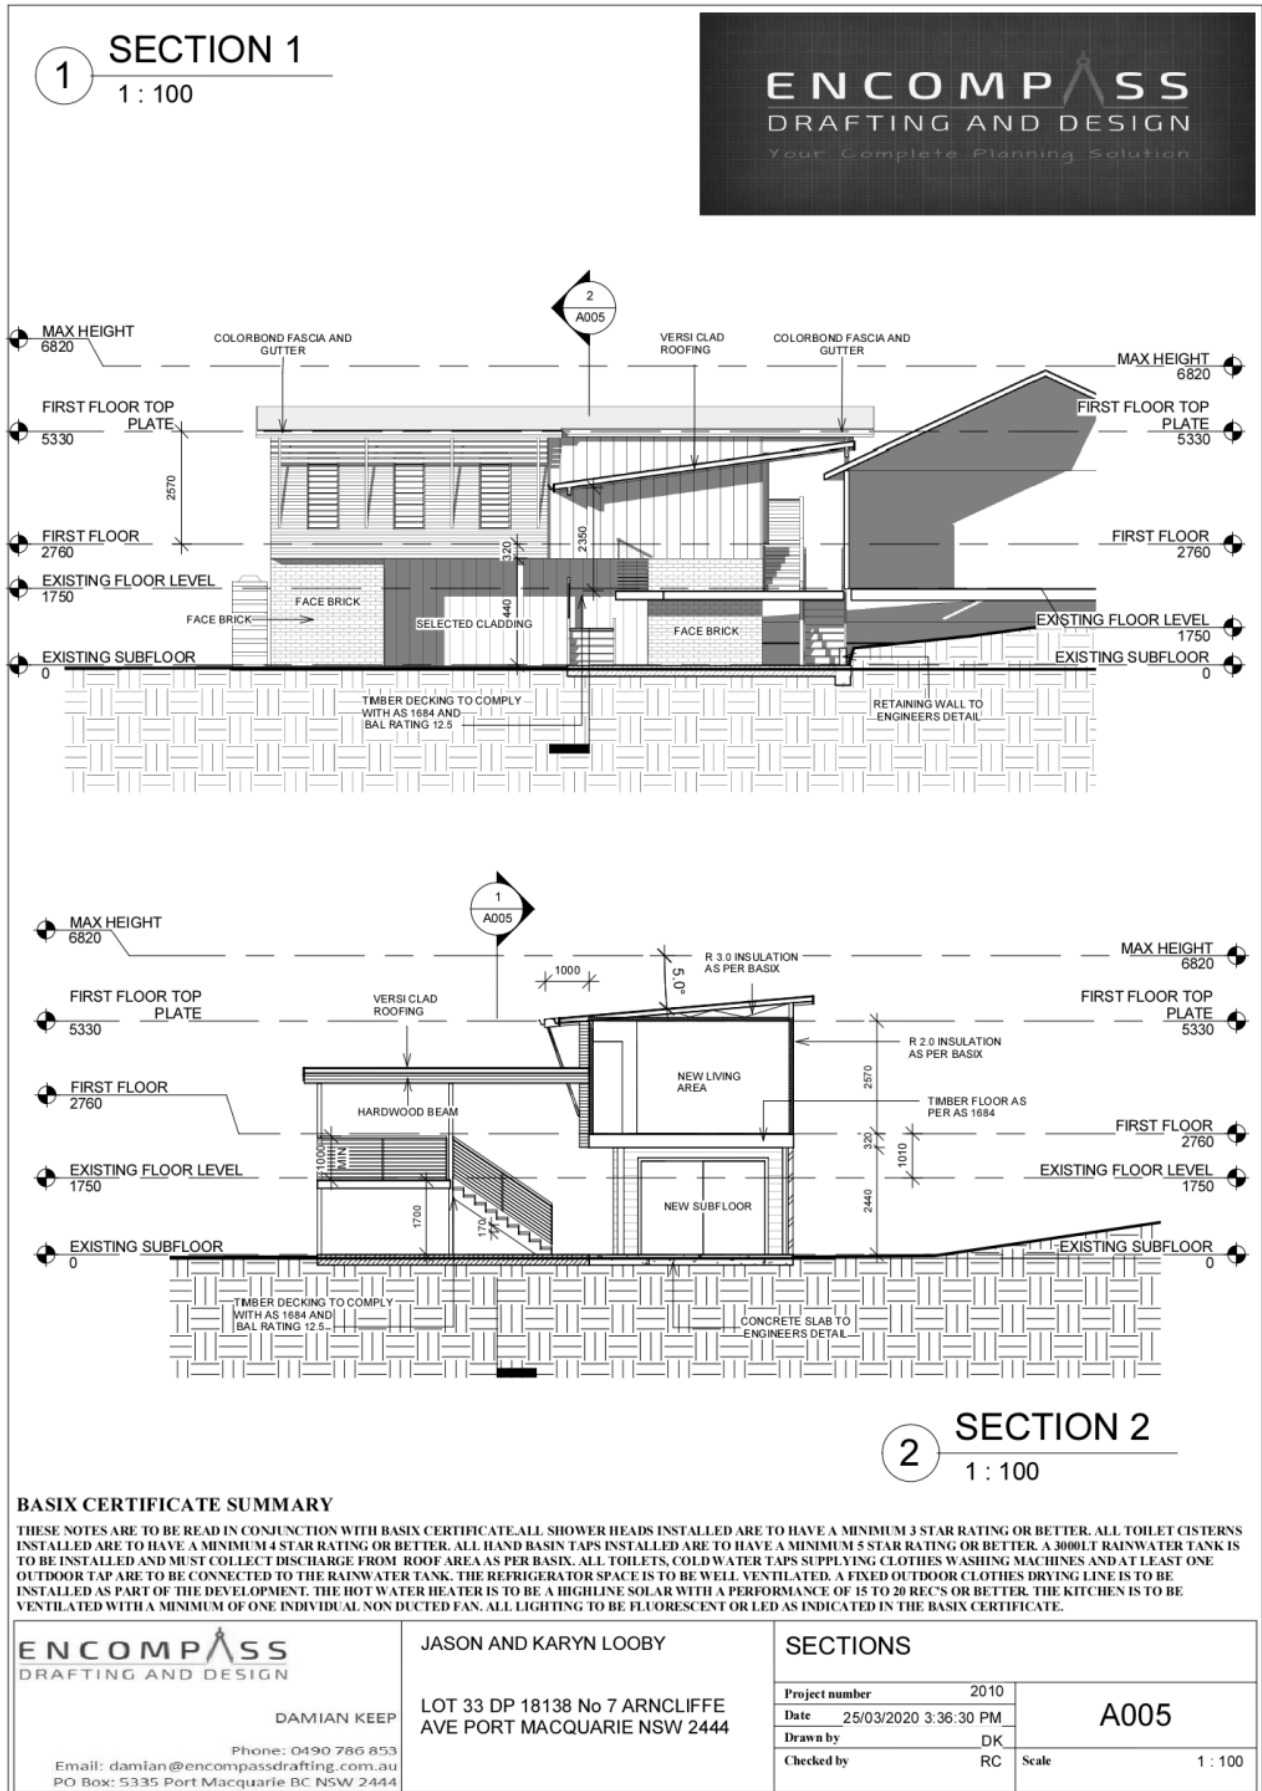 1
SECTION 1
1 : 100
ENCOMPASS
DRAFTING AND DESIGN
Your Complete Planning Solution
2
A005
MAX HEIGHT
6820
COLORBOND FASCIA AND
GUTTER
VERSI CLAD
ROOFING
COLORBOND FASCIA AND
GUTTER
MAX HEIGHT
6820
FIRST FLOOR TOP
PLATE
5330
FIRST FLOOR TOP
PLATE
5330
2570
2350
320
FIRST FLOOR
2760
FIRST FLOOR
2760
EXISTING FLOOR LEVEL
1750
FACE BRICK
FACE BRICK
SELECTED CLADDING
440
FACE BRICK
EXISTING FLOOR LEVEL
1750
EXISTING SUBFLOOR
0
EXISTING SUBFLOOR
0
TIMBER DECKING TO COMPLY
WITH AS 1684 AND
BAL RATING 12.5
RETAINING WALL TO
ENGINEERS DETAIL
1
A005
MAX HEIGHT
6820
1000
5.0°
R 3.0 INSULATION
AS PER BASIX
MAX HEIGHT
6820
FIRST FLOOR TOP
PLATE
5330
VERSI CLAD
ROOFING
FIRST FLOOR TOP
PLATE
5330
R 2.0 INSULATION
AS PER BASIX
NEW LIVING
AREA
2570
FIRST FLOOR
2760
HARDWOOD BEAM
TIMBER FLOOR AS
PER AS 1684
FIRST FLOOR
2760
320
1010
1000
MIN
EXISTING FLOOR LEVEL
1750
EXISTING FLOOR LEVEL
1750
1700
170
NEW SUBFLOOR
2440
EXISTING SUBFLOOR
0
EXISTING SUBFLOOR
0
TIMBER DECKING TO COMPLY
WITH AS 1684 AND
BAL RATING 12.5
CONCRETE SLAB TO
ENGINEERS DETAIL
2
SECTION 2
1 : 100
BASIX CERTIFICATE SUMMARY
THESE NOTES ARE TO BE READ IN CONJUNCTION WITH BASIX CERTIFICATE.ALL SHOWER HEADS INSTALLED ARE TO HAVE A MINIMUM 3 STAR RATING OR BETTER. ALL TOILET CISTERNS
INSTALLED ARE TO HAVE A MINIMUM 4 STAR RATING OR BETTER. ALL HAND BASIN TAPS INSTALLED ARE TO HAVE A MINIMUM 5 STAR RATING OR BETTER. A 3000LT RAINWATER TANK IS
TO BE INSTALLED AND MUST COLLECT DISCHARGE FROM ROOF AREA AS PER BASIX. ALL TOILETS, COLD WATER TAPS SUPPLYING CLOTHES WASHING MACHINES AND AT LEAST ONE
OUTDOOR TAP ARE TO BE CONNECTED TO THE RAINWATER TANK. THE REFRIGERATOR SPACE IS TO BE WELL VENTILATED. A FIXED OUTDOOR CLOTHES DRYING LINE IS TO BE
INSTALLED AS PART OF THE DEVELOPMENT. THE HOT WATER HEATER IS TO BE A HIGHLINE SOLAR WITH A PERFORMANCE OF 15 TO 20 REC'S OR BETTER. THE KITCHEN IS TO BE
VENTILATED WITH A MINIMUM OF ONE INDIVIDUAL NON DUCTED FAN. ALL LIGHTING TO BE FLUORESCENT OR LED AS INDICATED IN THE BASIX CERTIFICATE.
ENCOMPASS
DRAFTING AND DESIGN
DAMIAN KEEP
Phone: 0490 786 853
Email: damian@encompassdrafting.com.au
PO Box: 5335 Port Macquarie BC NSW 2444
JASON AND KARYN LOOBY
LOT 33 DP 18138 No 7 ARNCLIFFE
AVE PORT MACQUARIE NSW 2444
SECTIONS
Project number 2010
Date 25/03/2020 3:36:30 PM
Drawn by DK
Checked by RC
A005
Scale 1 : 100